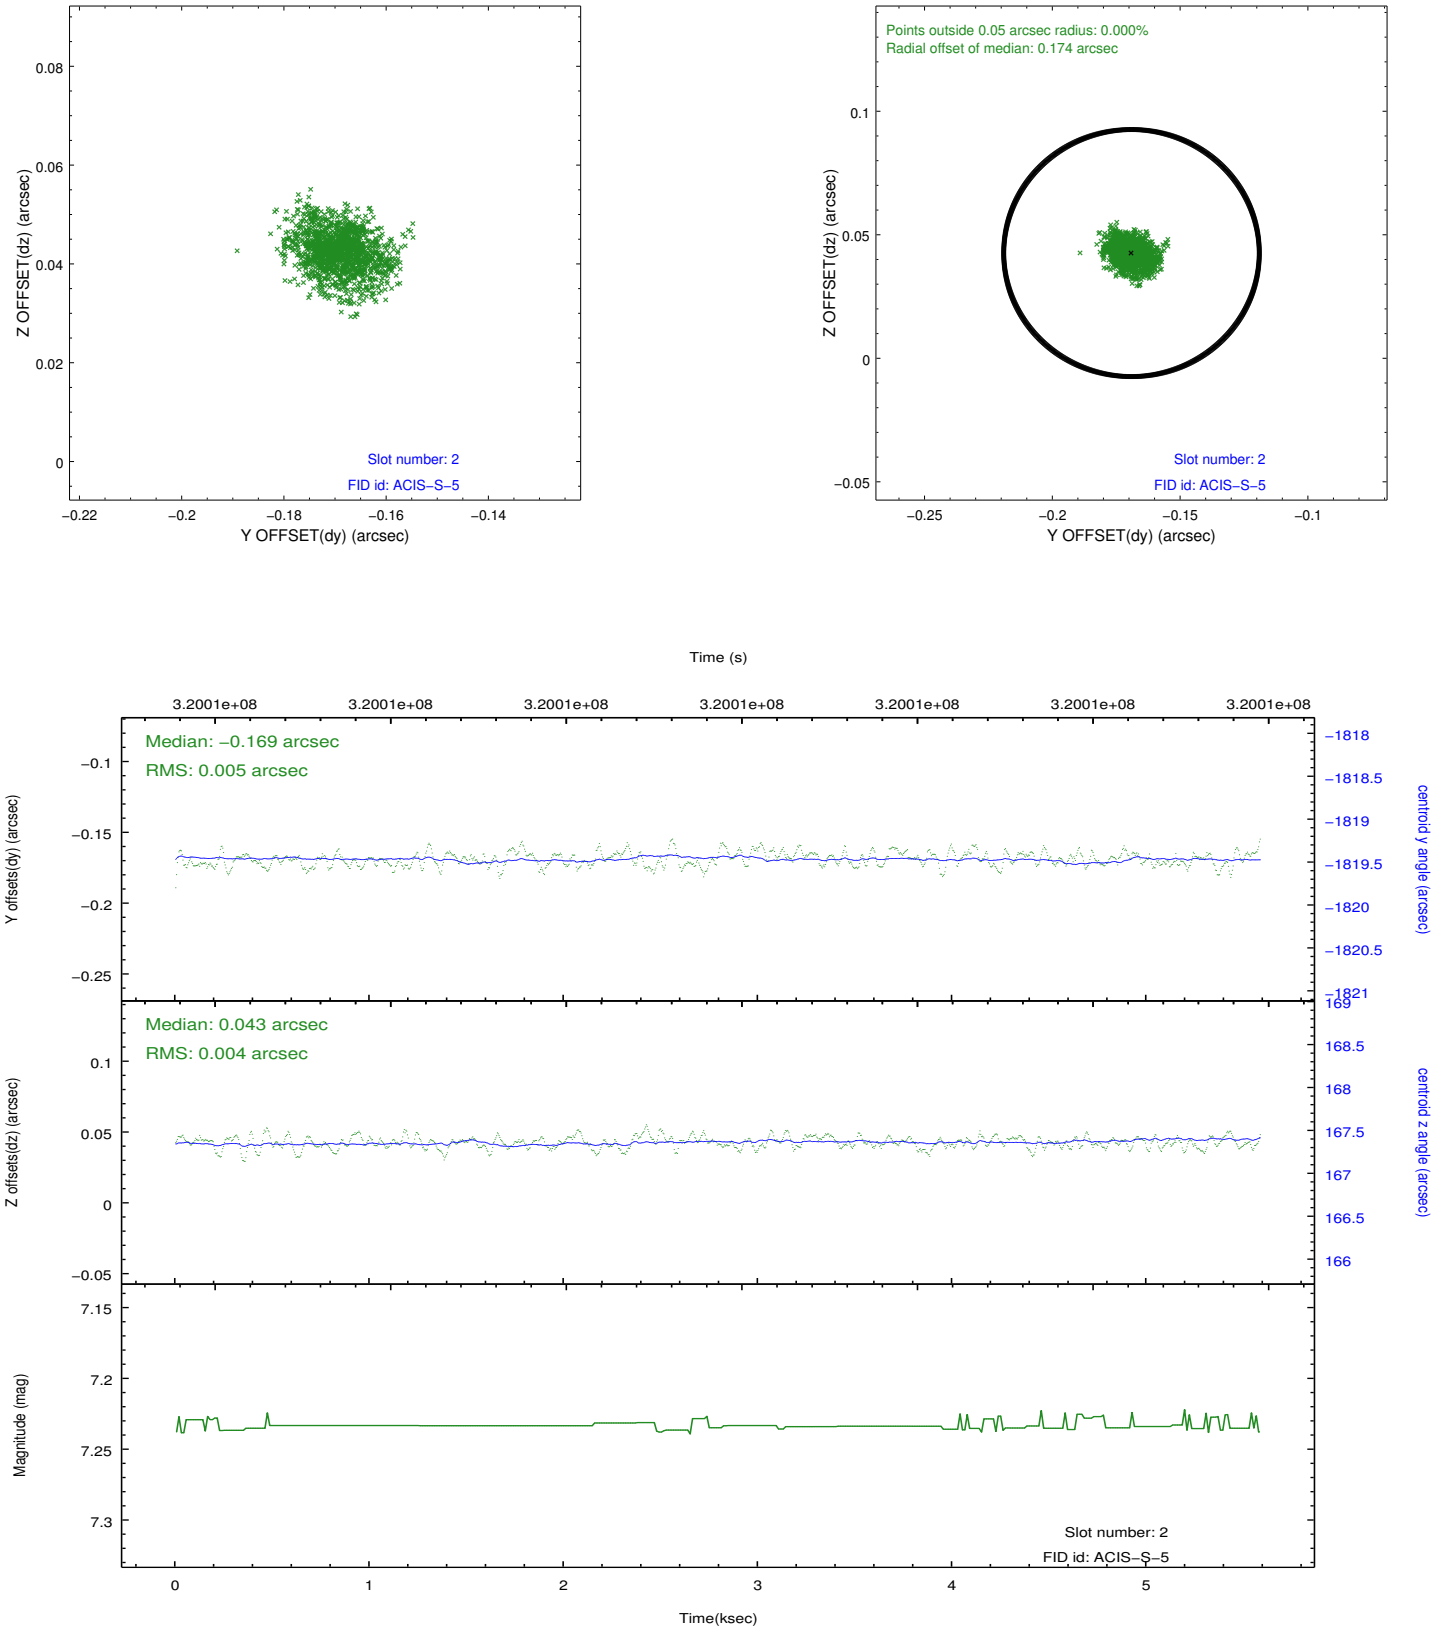 0.08
0.06
0.04
0.02
0
Z OFFSET(dz) (arcsec)
Slot number: 2
FID id: ACIS−S−5
−0.22 −0.2 −0.18 −0.16 −0.14
Y OFFSET(dy) (arcsec)
Points outside 0.05 arcsec radius: 0.000%
Radial offset of median: 0.174 arcsec
0.1
0.05
0
−0.05
Z OFFSET(dz) (arcsec)
Slot number: 2
FID id: ACIS−S−5
−0.25 −0.2 −0.15 −0.1
Y OFFSET(dy) (arcsec)
Time (s)
3.2001e+08 3.2001e+08 3.2001e+08 3.2001e+08 3.2001e+08 3.2001e+08 3.2001e+08
Median: −0.169 arcsec
RMS: 0.005 arcsec
−0.1
−0.15
−0.2
−0.25
Y offsets(dy) (arcsec)
−1818
−1818.5
−1819
−1819.5
−1820
−1820.5
−1821
centroid y angle (arcsec)
Median: 0.043 arcsec
RMS: 0.004 arcsec
0.1
0.05
0
−0.05
Z offsets(dz) (arcsec)
169
168.5
168
167.5
167
166.5
166
centroid z angle (arcsec)
7.15
7.2
7.25
7.3
Magnitude (mag)
Slot number: 2
FID id: ACIS−S−5
0 1 2 3 4 5
Time(ksec)